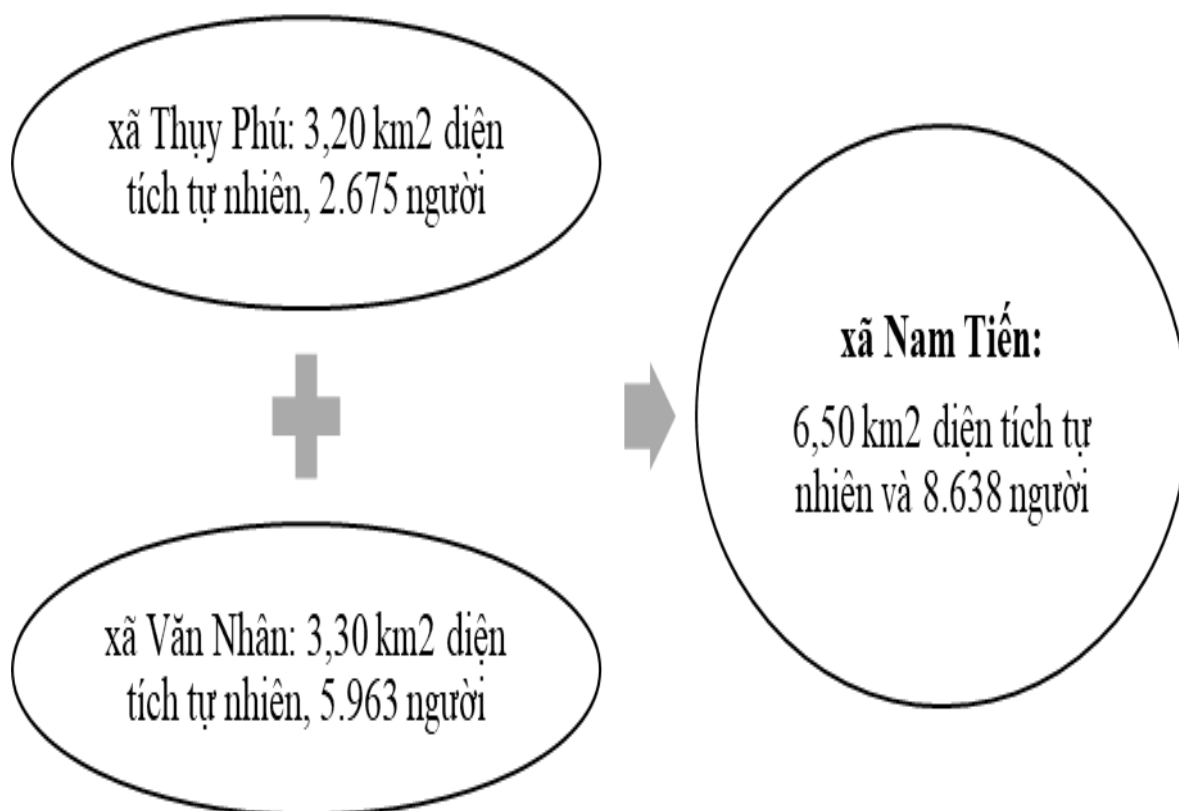 xã Thụy Phú: 3,20 km2 diện
tích tự nhiên, 2.675 người
xã Văn Nhân: 3,30 km2 diện
tích tự nhiên, 5.963 người
xã Nam Tiến:
6,50 km2 diện tích tự
nhiên và 8.638 người